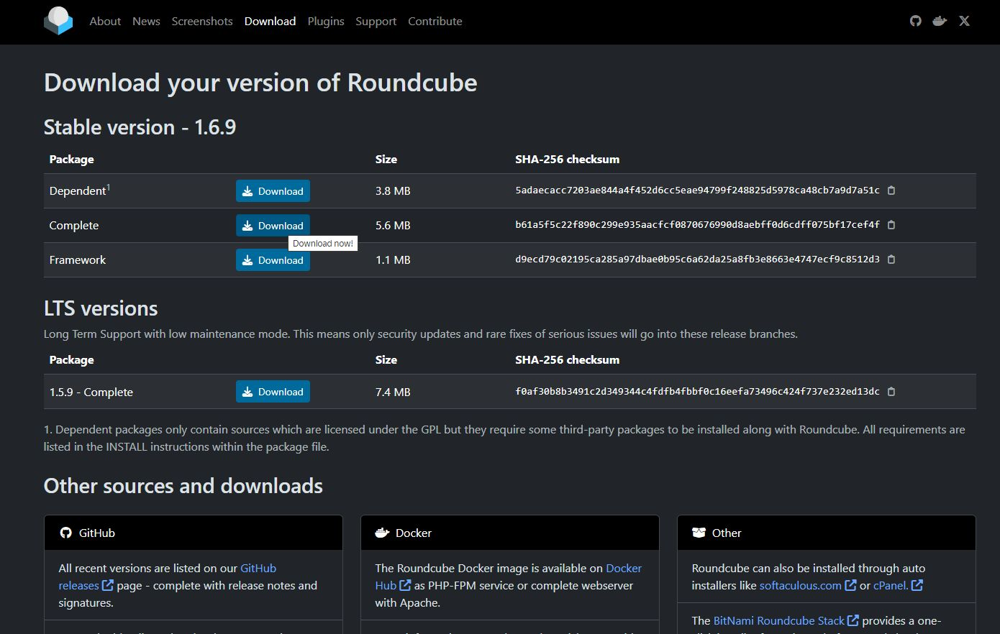 About News Screenshots Download Plugins Support Contribute
Download your version of Roundcube
Stable version - 1.6.9
Package Size SHA-256 checksum
Dependent1 Download 3.8 MB 5adaecacc7203ae844a4f452d6cc5eae94799f248825d5978ca48cb7a9d7a51c
Complete Download 5.6 MB b61a5f5c22f890c299e935aacfcf0870676990d8aebff0d6cdff075bf17cef4f
Download now!
Framework Download 1.1 MB d9ecd79c02195ca285a97dbae0b95c6a62da25a8fb3e8663e4747ecf9c8512d3
LTS versions
Long Term Support with low maintenance mode. This means only security updates and rare fixes of serious issues will go into these release branches.
Package Size SHA-256 checksum
1.5.9 - Complete Download 7.4 MB f0af30b8b3491c2d349344c4fdfb4fbbf0c16eefa73496c424f737e232ed13dc
1. Dependent packages only contain sources which are licensed under the GPL but they require some third-party packages to be installed along with Roundcube. All requirements are
listed in the INSTALL instructions within the package file.
Other sources and downloads
GitHub
All recent versions are listed on our GitHub
releases page - complete with release notes and
signatures.
Docker
The Roundcube Docker image is available on Docker
Hub as PHP-FPM service or complete webserver
with Apache.
Other
Roundcube can also be installed through auto
installers like softaculous.com or cPanel.
The BitNami Roundcube Stack provides a one-